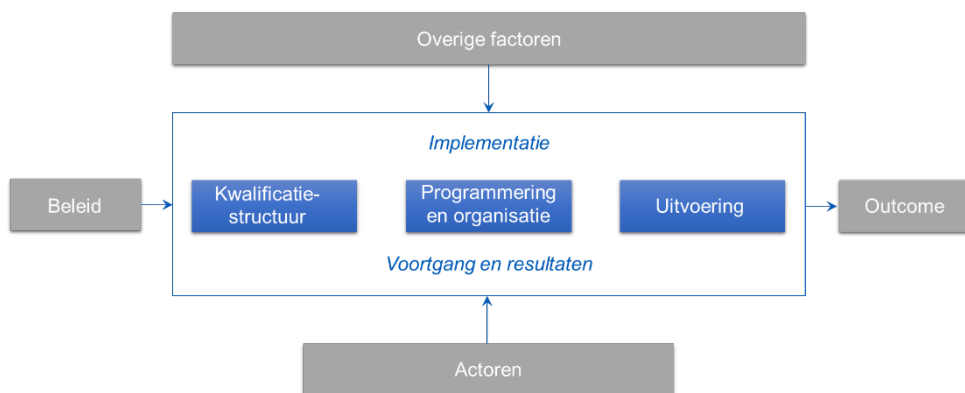 Overige factoren
Implementatie
Beleid
Kwalificatie-
structuur
Programmering
en organisatie
Uitvoering
Outcome
Voortgang en resultaten
Actoren